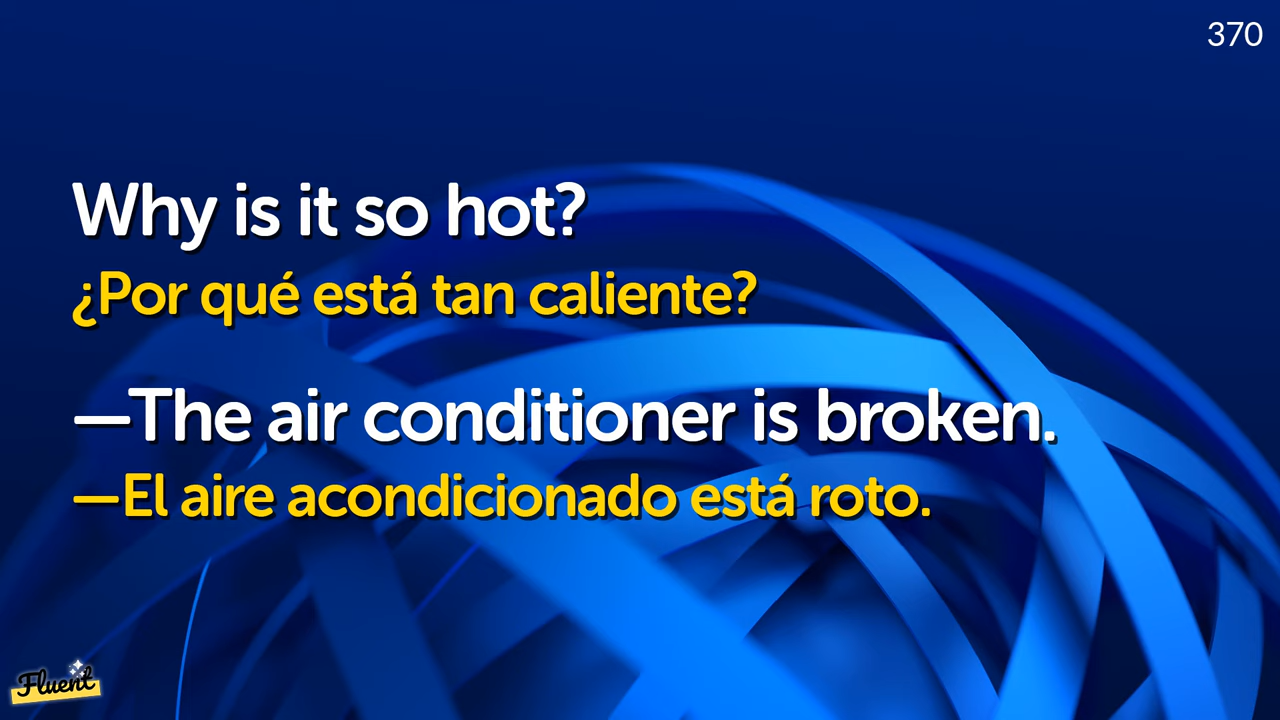 370
Why is it so hot?
¿Por qué está tan caliente?
—The air conditioner is broken.
—El aire acondicionado está roto.
Fluent